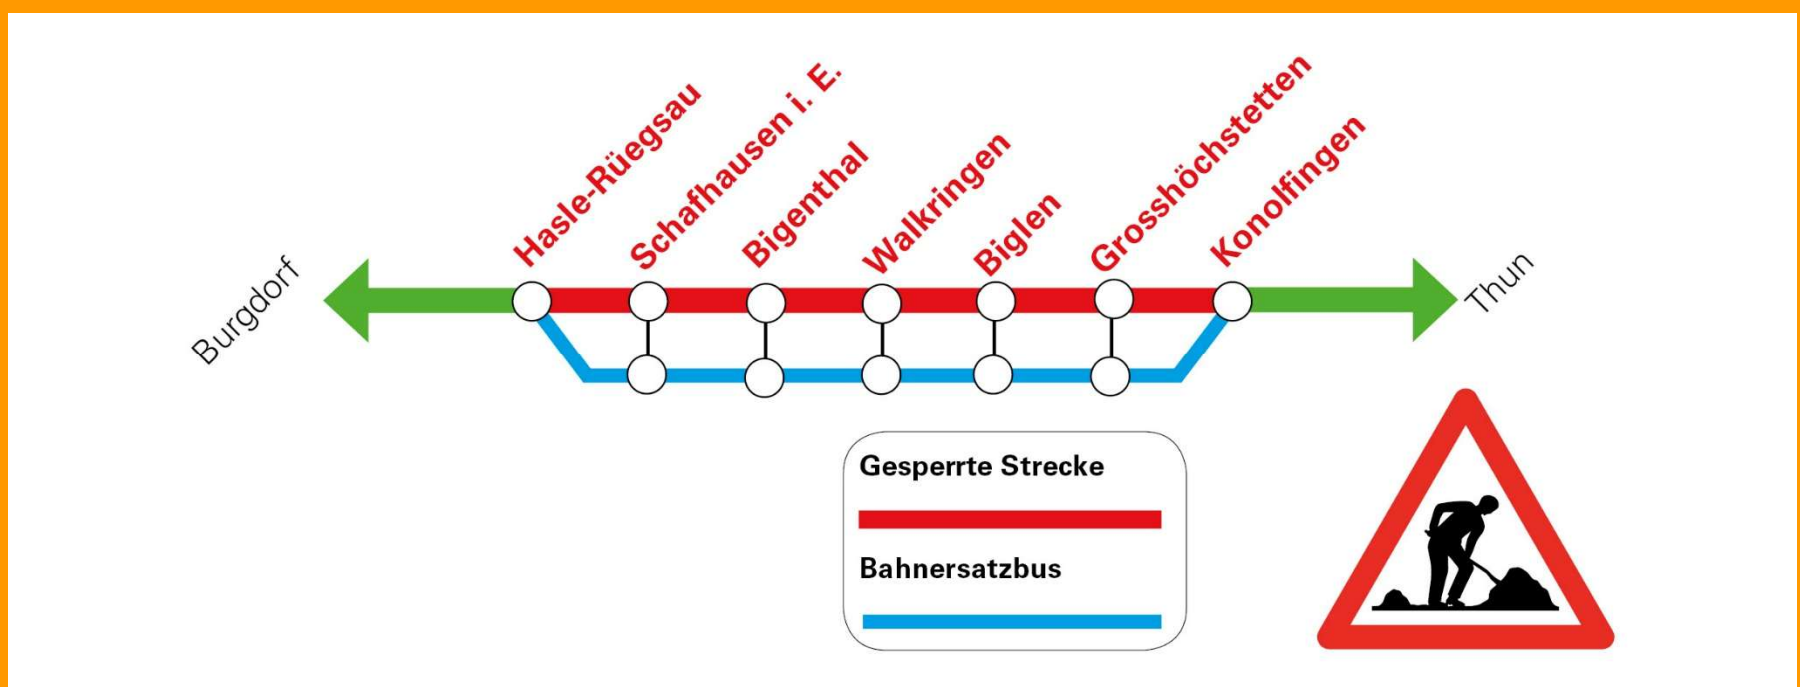 Burgdorf
Hasle-Rüegsau
Schafhausen i. E.
Bigenthal
Walkringen
Biglen
Grosshöchstetten
Konolfingen
Thun
Gesperrte Strecke
Bahnersatzbus